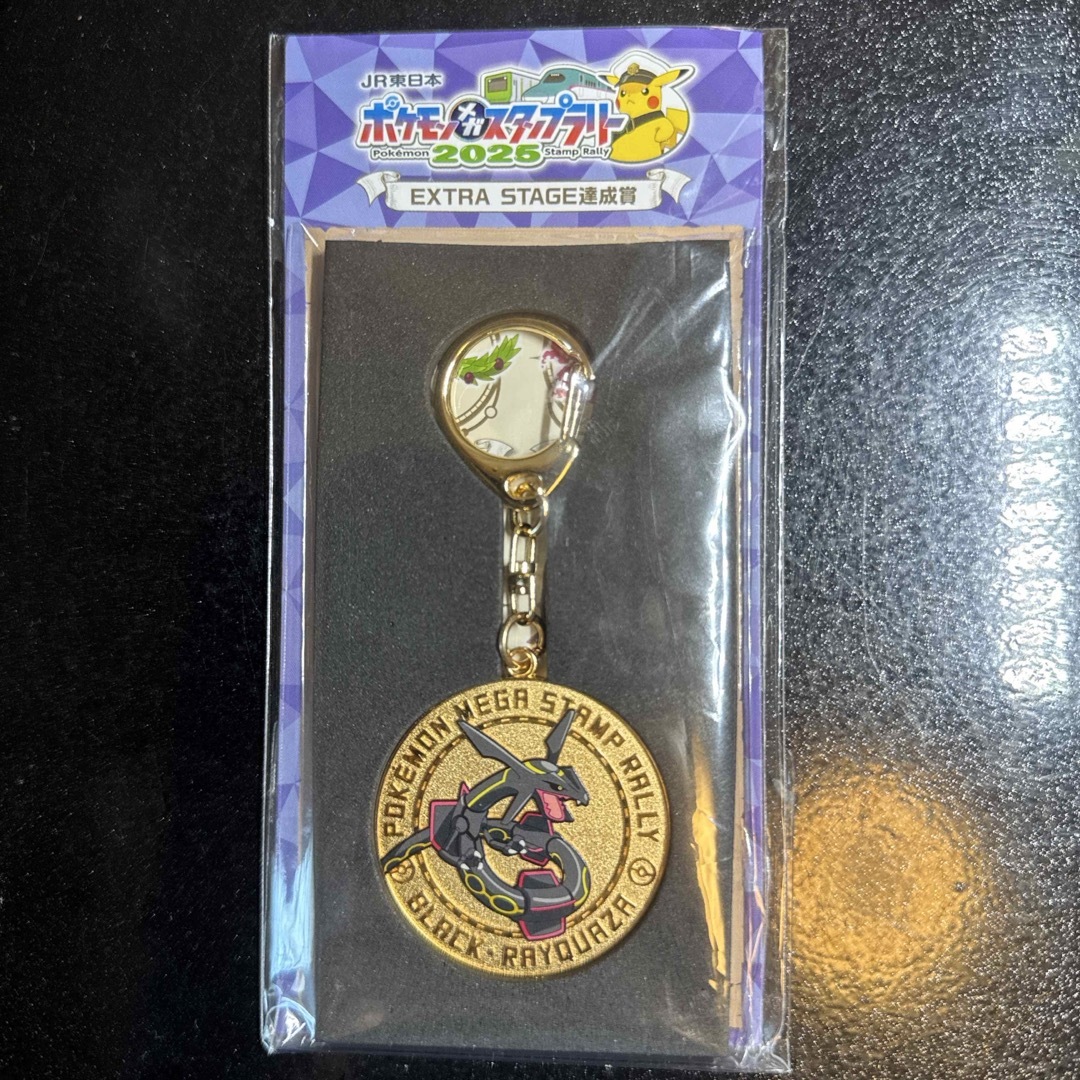 JR東日本
ポケモンメガスタンプラリー
Pokémon 2025 Stamp Rally
EXTRA STAGE達成賞
POKÉMON MEGA STAMP RALLY
BLACK・RAYQUAZA